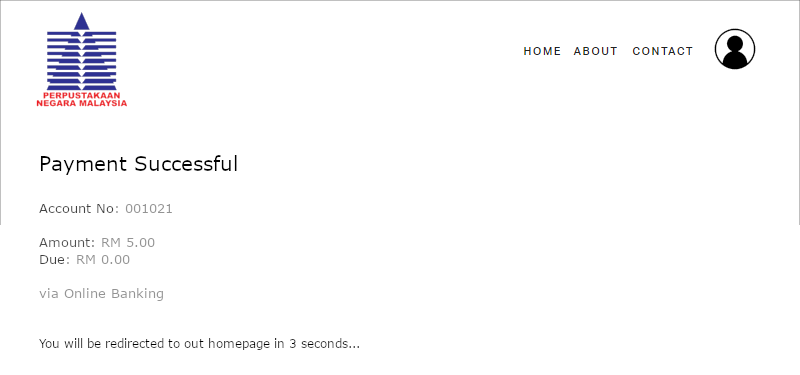 PERPUSTAKAAN
NEGARA MALAYSIA
HOME ABOUT CONTACT
Payment Successful
Account No: 001021
Amount: RM 5.00
Due: RM 0.00
via Online Banking
You will be redirected to out homepage in 3 seconds...